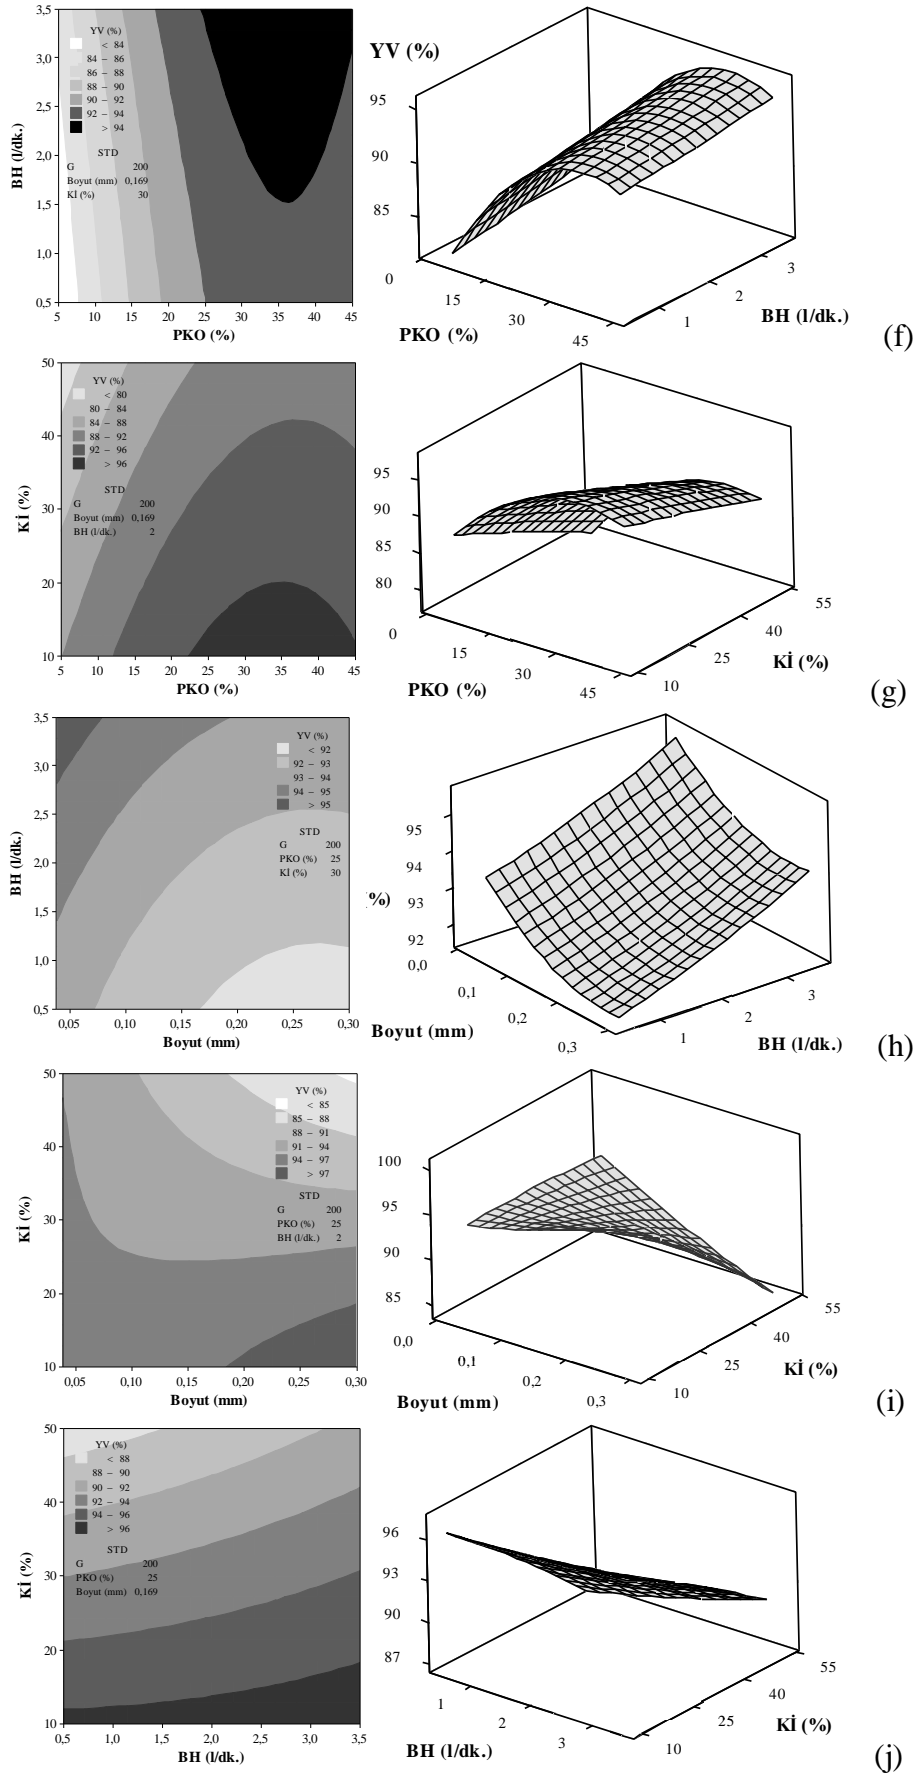 3,5
3,0
2,5
2,0
1,5
1,0
0,5
BH (l/dk.)
YV (%)
< 84
84 – 86
86 – 88
88 – 90
90 – 92
92 – 94
> 94
STD
G 200
Boyut (mm) 0,169
Kİ (%) 30
5 10 15 20 25 30 35 40 45
PKO (%)
YV (%)
95
90
85
0
15
30
45
PKO (%)
1
2
3
BH (l/dk.)
(f)
50
40
30
20
10
Kİ (%)
YV (%)
< 80
80 – 84
84 – 88
88 – 92
92 – 96
> 96
STD
G 200
Boyut (mm) 0,169
BH (l/dk.) 2
5 10 15 20 25 30 35 40 45
PKO (%)
95
90
85
80
0
15
30
45
PKO (%)
10
25
40
55
Kİ (%)
(g)
3,5
3,0
2,5
2,0
1,5
1,0
0,5
BH (l/dk.)
YV (%)
< 92
92 – 93
93 – 94
94 – 95
> 95
STD
G 200
PKO (%) 25
Kİ (%) 30
0,05 0,10 0,15 0,20 0,25 0,30
Boyut (mm)
(%)
95
94
93
92
0,0
0,1
0,2
0,3
Boyut (mm)
1
2
3
BH (l/dk.)
(h)
50
40
30
20
10
Kİ (%)
YV (%)
< 85
85 – 88
88 – 91
91 – 94
94 – 97
> 97
STD
G 200
PKO (%) 25
BH (l/dk.) 2
0,05 0,10 0,15 0,20 0,25 0,30
Boyut (mm)
100
95
90
85
0,0
0,1
0,2
0,3
Boyut (mm)
10
25
40
55
Kİ (%)
(i)
50
40
30
20
10
Kİ (%)
YV (%)
< 88
88 – 90
90 – 92
92 – 94
94 – 96
> 96
STD
G 200
PKO (%) 25
Boyut (mm) 0,169
0,5 1,0 1,5 2,0 2,5 3,0 3,5
BH (l/dk.)
96
93
90
87
1
2
3
BH (l/dk.)
10
25
40
55
Kİ (%)
(j)